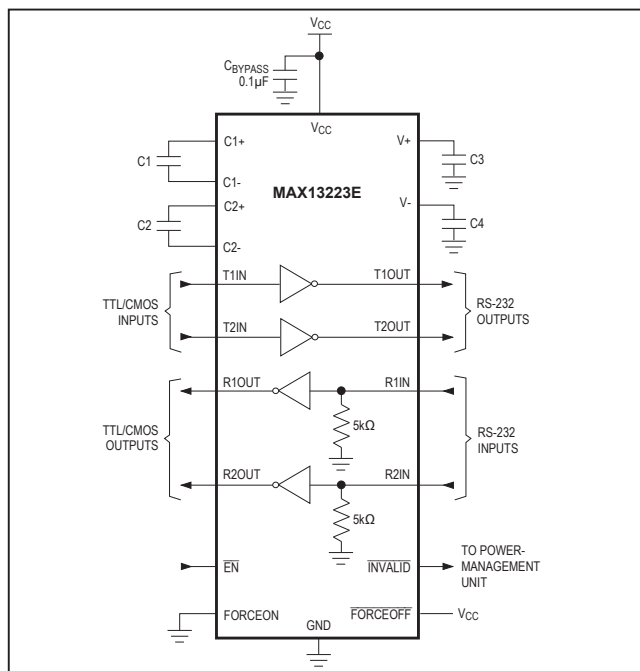 VCC
CBYPASS
0.1µF
VCC
C1+
C1
C1-
C2+
C2
C2-
MAX13223E
V+
C3
V-
C4
T1IN
T1OUT
TTL/CMOS
INPUTS
RS-232
OUTPUTS
T2IN
T2OUT
R1OUT
R1IN
5kΩ
TTL/CMOS
OUTPUTS
RS-232
INPUTS
R2OUT
R2IN
5kΩ
EN
INVALID
TO POWER-
MANAGEMENT
UNIT
FORCEON
GND
FORCEOFF
VCC